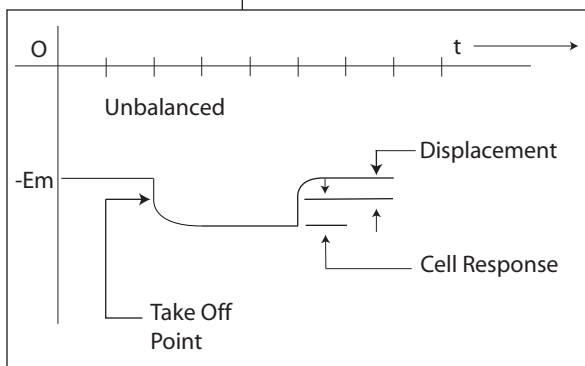 O
t
Unbalanced
Displacement
-Em
Cell Response
Take Off
Point